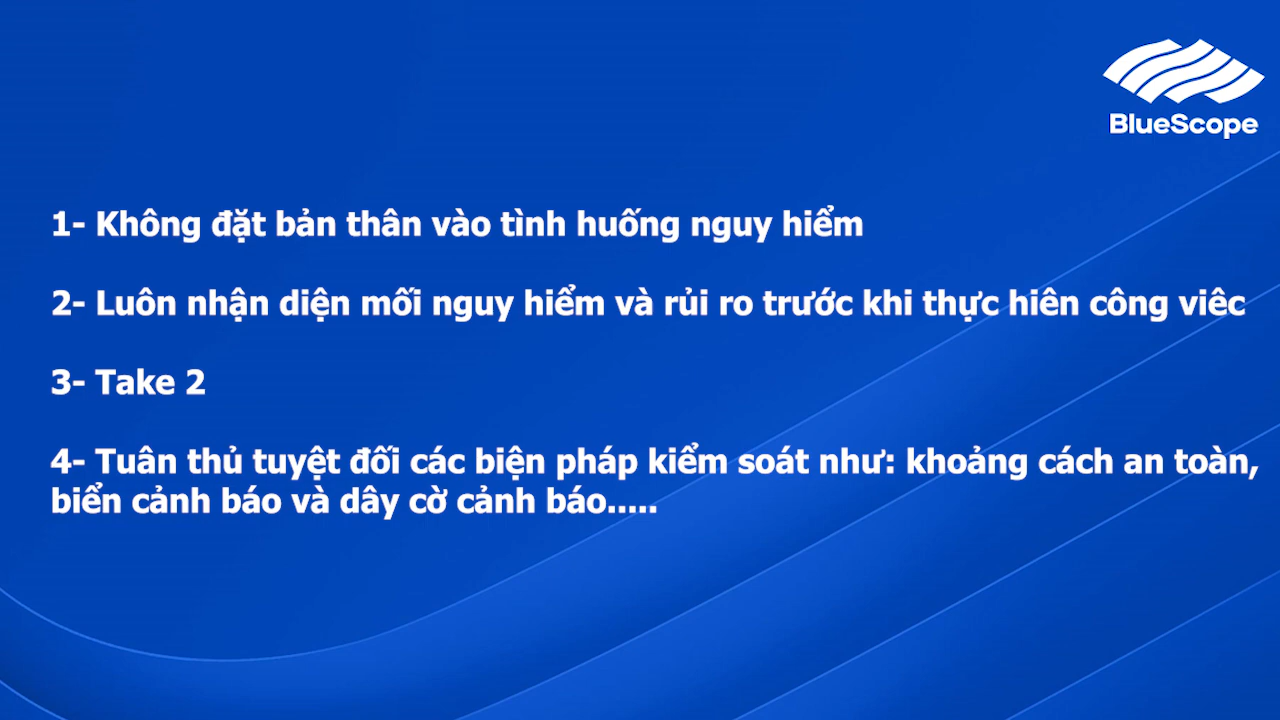 BlueScope
1- Không đặt bản thân vào tình huống nguy hiểm
2- Luôn nhận diện mối nguy hiểm và rủi ro trước khi thực hiên công viêc
3- Take 2
4- Tuân thủ tuyệt đối các biện pháp kiểm soát như: khoảng cách an toàn,
biển cảnh báo và dây cờ cảnh báo.....